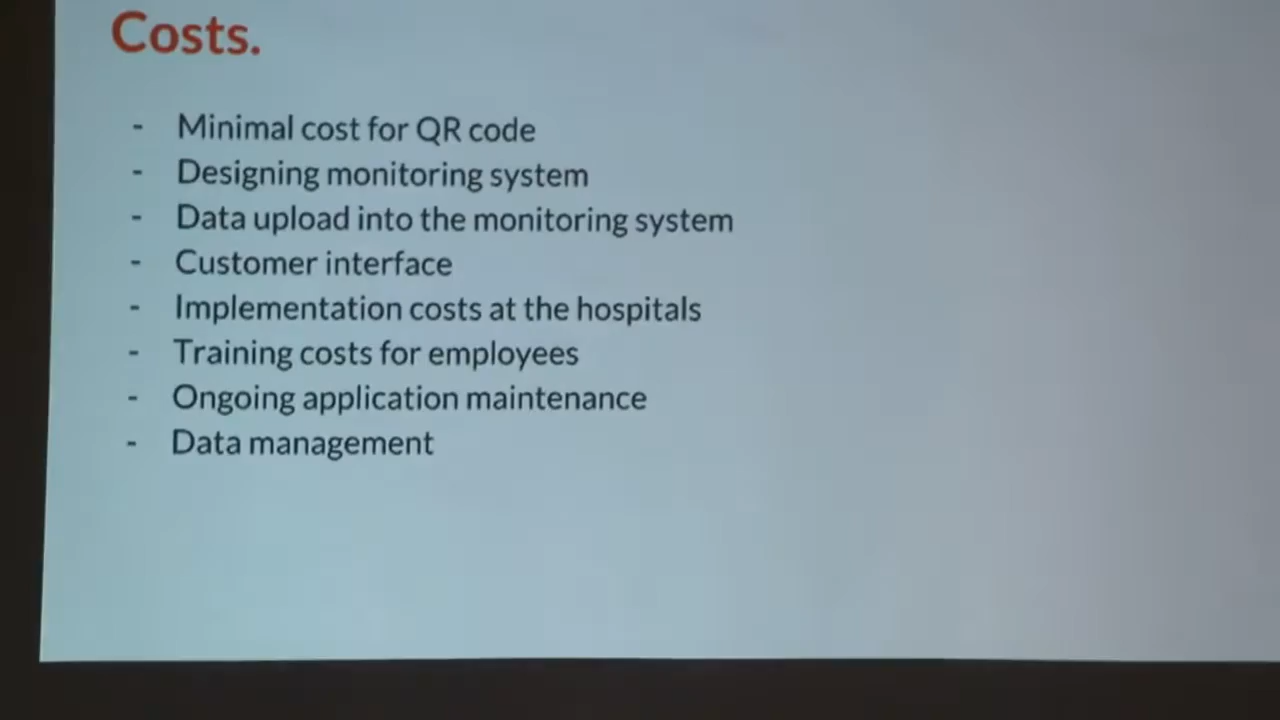 Costs.
- Minimal cost for QR code
- Designing monitoring system
- Data upload into the monitoring system
- Customer interface
- Implementation costs at the hospitals
- Training costs for employees
- Ongoing application maintenance
- Data management